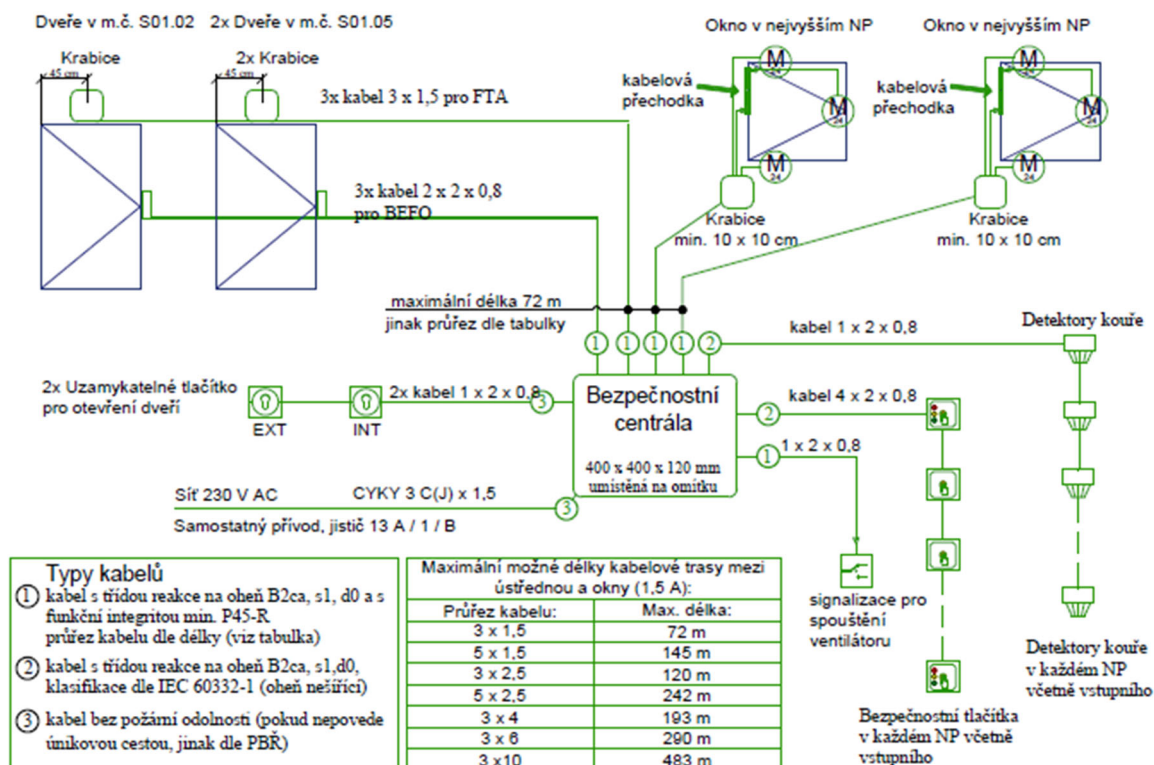 Dveře v m.č. S01.02 2x Dveře v m.č. S01.05
Okno v nejvyšším NP
Okno v nejvyšším NP
Krabice
2x Krabice
45 cm
45 cm
M
24
M
24
M
24
M
24
M
24
M
24
kabelová
přechodka
kabelová
přechodka
3x kabel 3 x 1,5 pro FTA
3x kabel 2 x 2 x 0,8
pro BEFO
Krabice
min. 10 x 10 cm
Krabice
min. 10 x 10 cm
maximální délka 72 m
jinak průřez dle tabulky
1 1 1 1 2
kabel 1 x 2 x 0,8
Detektory kouře
2x Uzamykatelné tlačítko
pro otevření dveří
EXT
INT
2x kabel 1 x 2 x 0,8
3
Bezpečnostní
centrála
400 x 400 x 120 mm
umistěná na omítku
2
kabel 4 x 2 x 0,8
1
1 x 2 x 0,8
Síť 230 V AC
CYKY 3 C(J) x 1,5
3
Samostatný přívod, jistič 13 A / 1 / B
signalizace pro
spouštění
ventilátoru
Bezpečnostní tlačítka
v každém NP včetně
vstupního
Detektory kouře
v každém NP
včetně vstupního
Typy kabelů
1 kabel s třídou reakce na oheň B2ca, s1, d0 a s
funkční integritou min. P45-R
průřez kabelu dle délky (viz tabulka)
2 kabel s třídou reakce na oheň B2ca, s1,d0,
klasifikace dle IEC 60332-1 (oheň nešířící)
3 kabel bez požární odolnosti (pokud nepovede
únikovou cestou, jinak dle PBŘ)
Maximální možné délky kabelové trasy mezi
ústřednou a okny (1,5 A):
Průřez kabelu: Max. délka:
3 x 1,5 72 m
5 x 1,5 145 m
3 x 2,5 120 m
5 x 2,5 242 m
3 x 4 193 m
3 x 6 290 m
3 x10 483 m